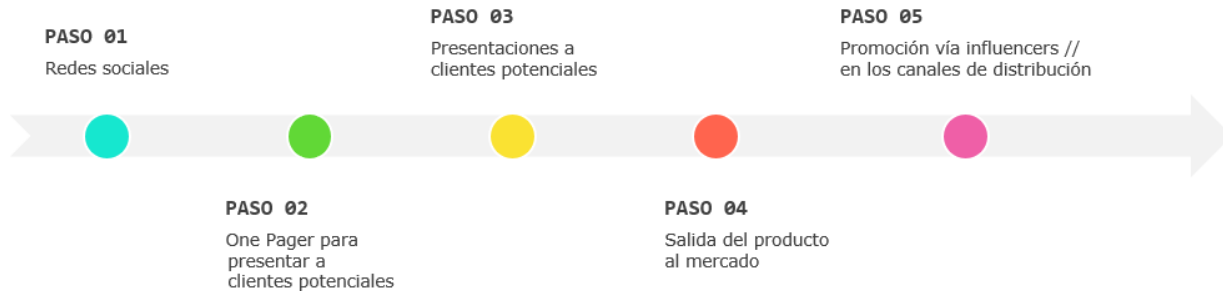 PASO 01
Redes sociales
PASO 02
One Pager para
presentar a
clientes potenciales
PASO 03
Presentaciones a
clientes potenciales
PASO 04
Salida del producto
al mercado
PASO 05
Promoción vía influencers //
en los canales de distribución